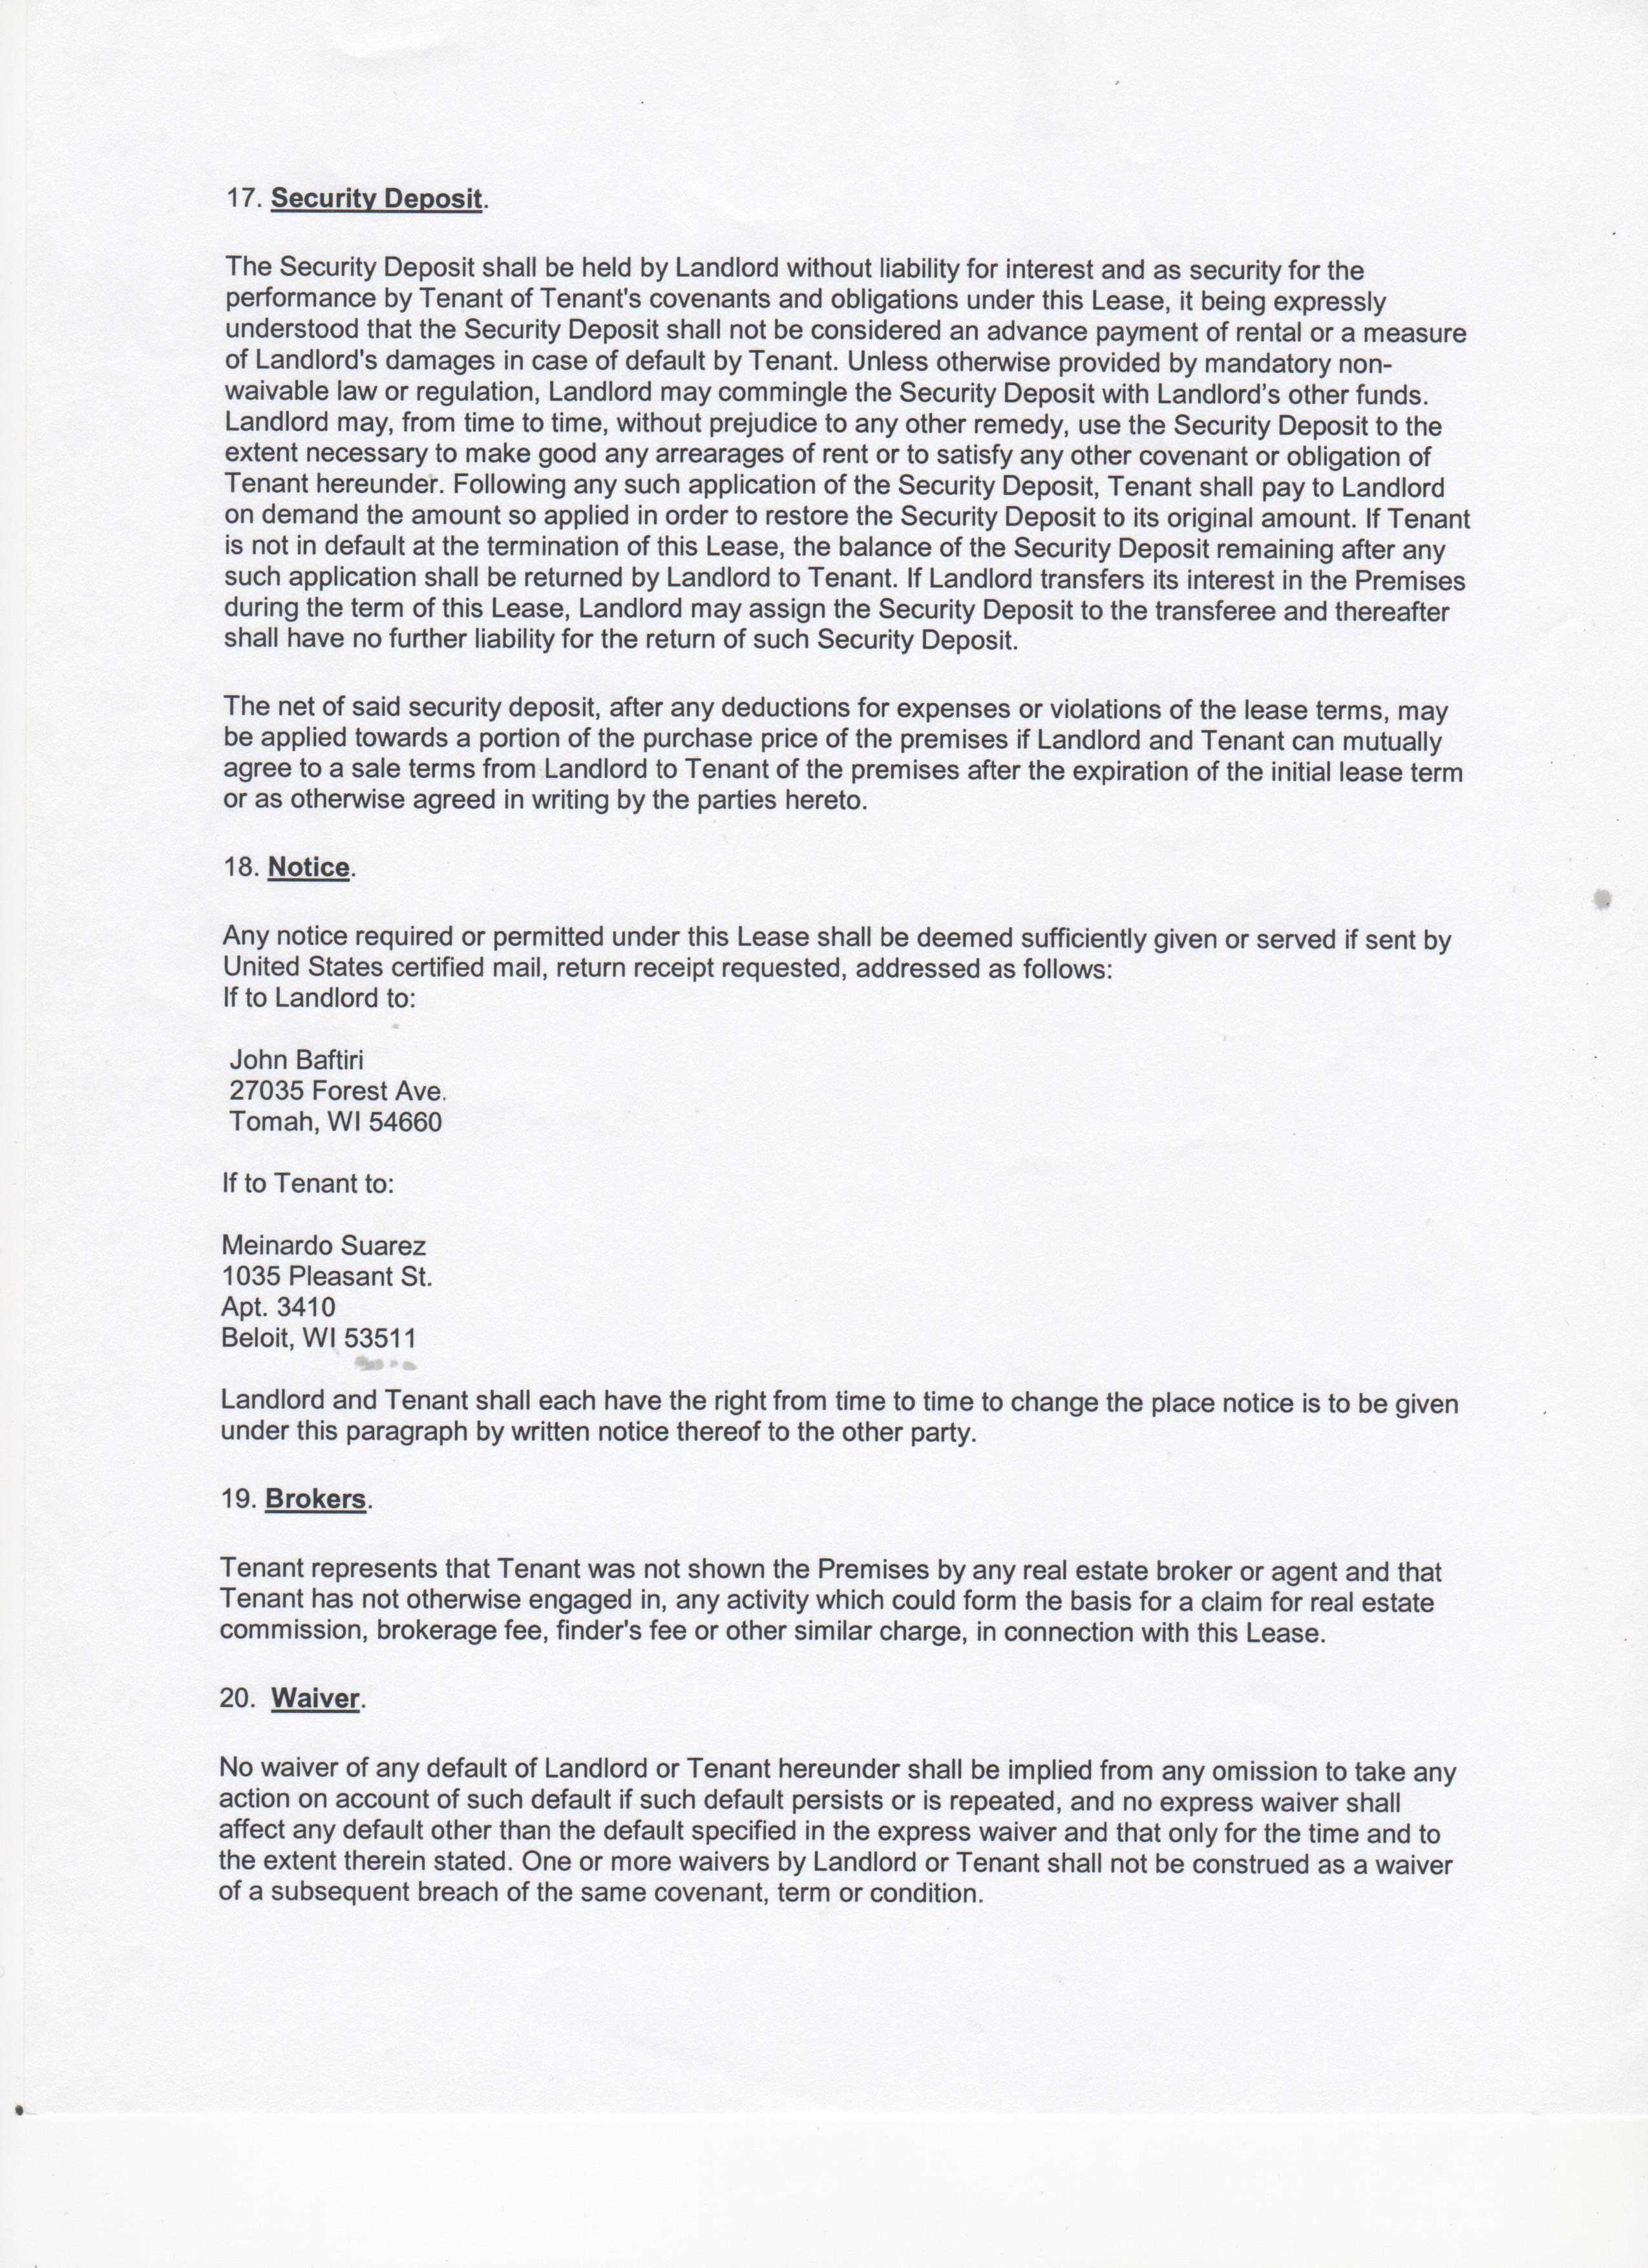 17. Security Deposit.
The Security Deposit shall be held by Landlord without liability for interest and as security for the
performance by Tenant of Tenant's covenants and obligations under this Lease, it being expressly
understood that the Security Deposit shall not be considered an advance payment of rental or a measure
of Landlord's damages in case of default by Tenant. Unless otherwise provided by mandatory non-
waivable law or regulation, Landlord may commingle the Security Deposit with Landlord’s other funds.
Landlord may, from time to time, without prejudice to any other remedy, use the Security Deposit to the
extent necessary to make good any arrearages of rent or to satisfy any other covenant or obligation of
Tenant hereunder. Following any such application of the Security Deposit, Tenant shall pay to Landlord
on demand the amount so applied in order to restore the Security Deposit to its original amount. If Tenant
is not in default at the termination of this Lease, the balance of the Security Deposit remaining after any
such application shall be returned by Landlord to Tenant. If Landlord transfers its interest in the Premises
during the term of this Lease, Landlord may assign the Security Deposit to the transferee and thereafter
shall have no further liability for the return of such Security Deposit.
The net of said security deposit, after any deductions for expenses or violations of the lease terms, may
be applied towards a portion of the purchase price of the premises if Landlord and Tenant can mutually
agree to a sale terms from Landlord to Tenant of the premises after the expiration of the initial lease term
or as otherwise agreed in writing by the parties hereto.
18. Notice.
Any notice required or permitted under this Lease shall be deemed sufficiently given or served if sent by
United States certified mail, return receipt requested, addressed as follows:
If to Landlord to:
John Baftiri
27035 Forest Ave.
Tomah, WI 54660
If to Tenant to:
Meinardo Suarez
1035 Pleasant St.
Apt. 3410
Beloit, WI 53511
Landlord and Tenant shall each have the right from time to time to change the place notice is to be given
under this paragraph by written notice thereof to the other party.
19. Brokers.
Tenant represents that Tenant was not shown the Premises by any real estate broker or agent and that
Tenant has not otherwise engaged in, any activity which could form the basis for a claim for real estate
commission, brokerage fee, finder's fee or other similar charge, in connection with this Lease.
20. Waiver.
No waiver of any default of Landlord or Tenant hereunder shall be implied from any omission to take any
action on account of such default if such default persists or is repeated, and no express waiver shall
affect any default other than the default specified in the express waiver and that only for the time and to
the extent therein stated. One or more waivers by Landlord or Tenant shall not be construed as a waiver
of a subsequent breach of the same covenant, term or condition.